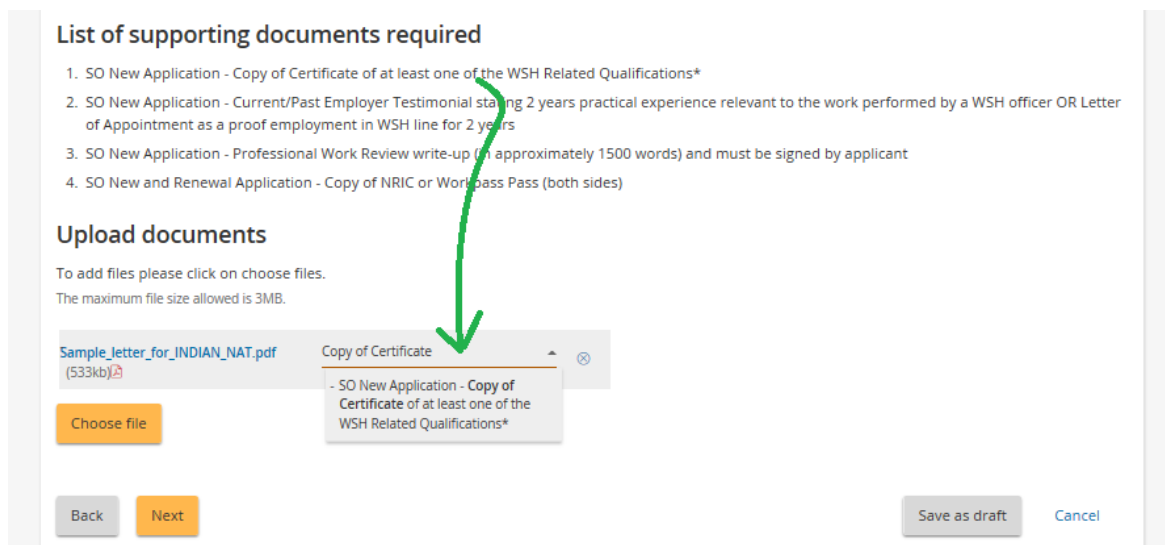 List of supporting documents required
1. SO New Application - Copy of Certificate of at least one of the WSH Related Qualifications*
2. SO New Application - Current/Past Employer Testimonial stating 2 years practical experience relevant to the work performed by a WSH officer OR Letter
of Appointment as a proof employment in WSH line for 2 years
3. SO New Application - Professional Work Review write-up (in approximately 1500 words) and must be signed by applicant
4. SO New and Renewal Application - Copy of NRIC or Workpass Pass (both sides)
Upload documents
To add files please click on choose files.
The maximum file size allowed is 3MB.
Sample_letter_for_INDIAN_NAT.pdf
(533kb)
Copy of Certificate
- SO New Application - Copy of
Certificate of at least one of the
WSH Related Qualifications*
Choose file
Back
Next
Save as draft
Cancel